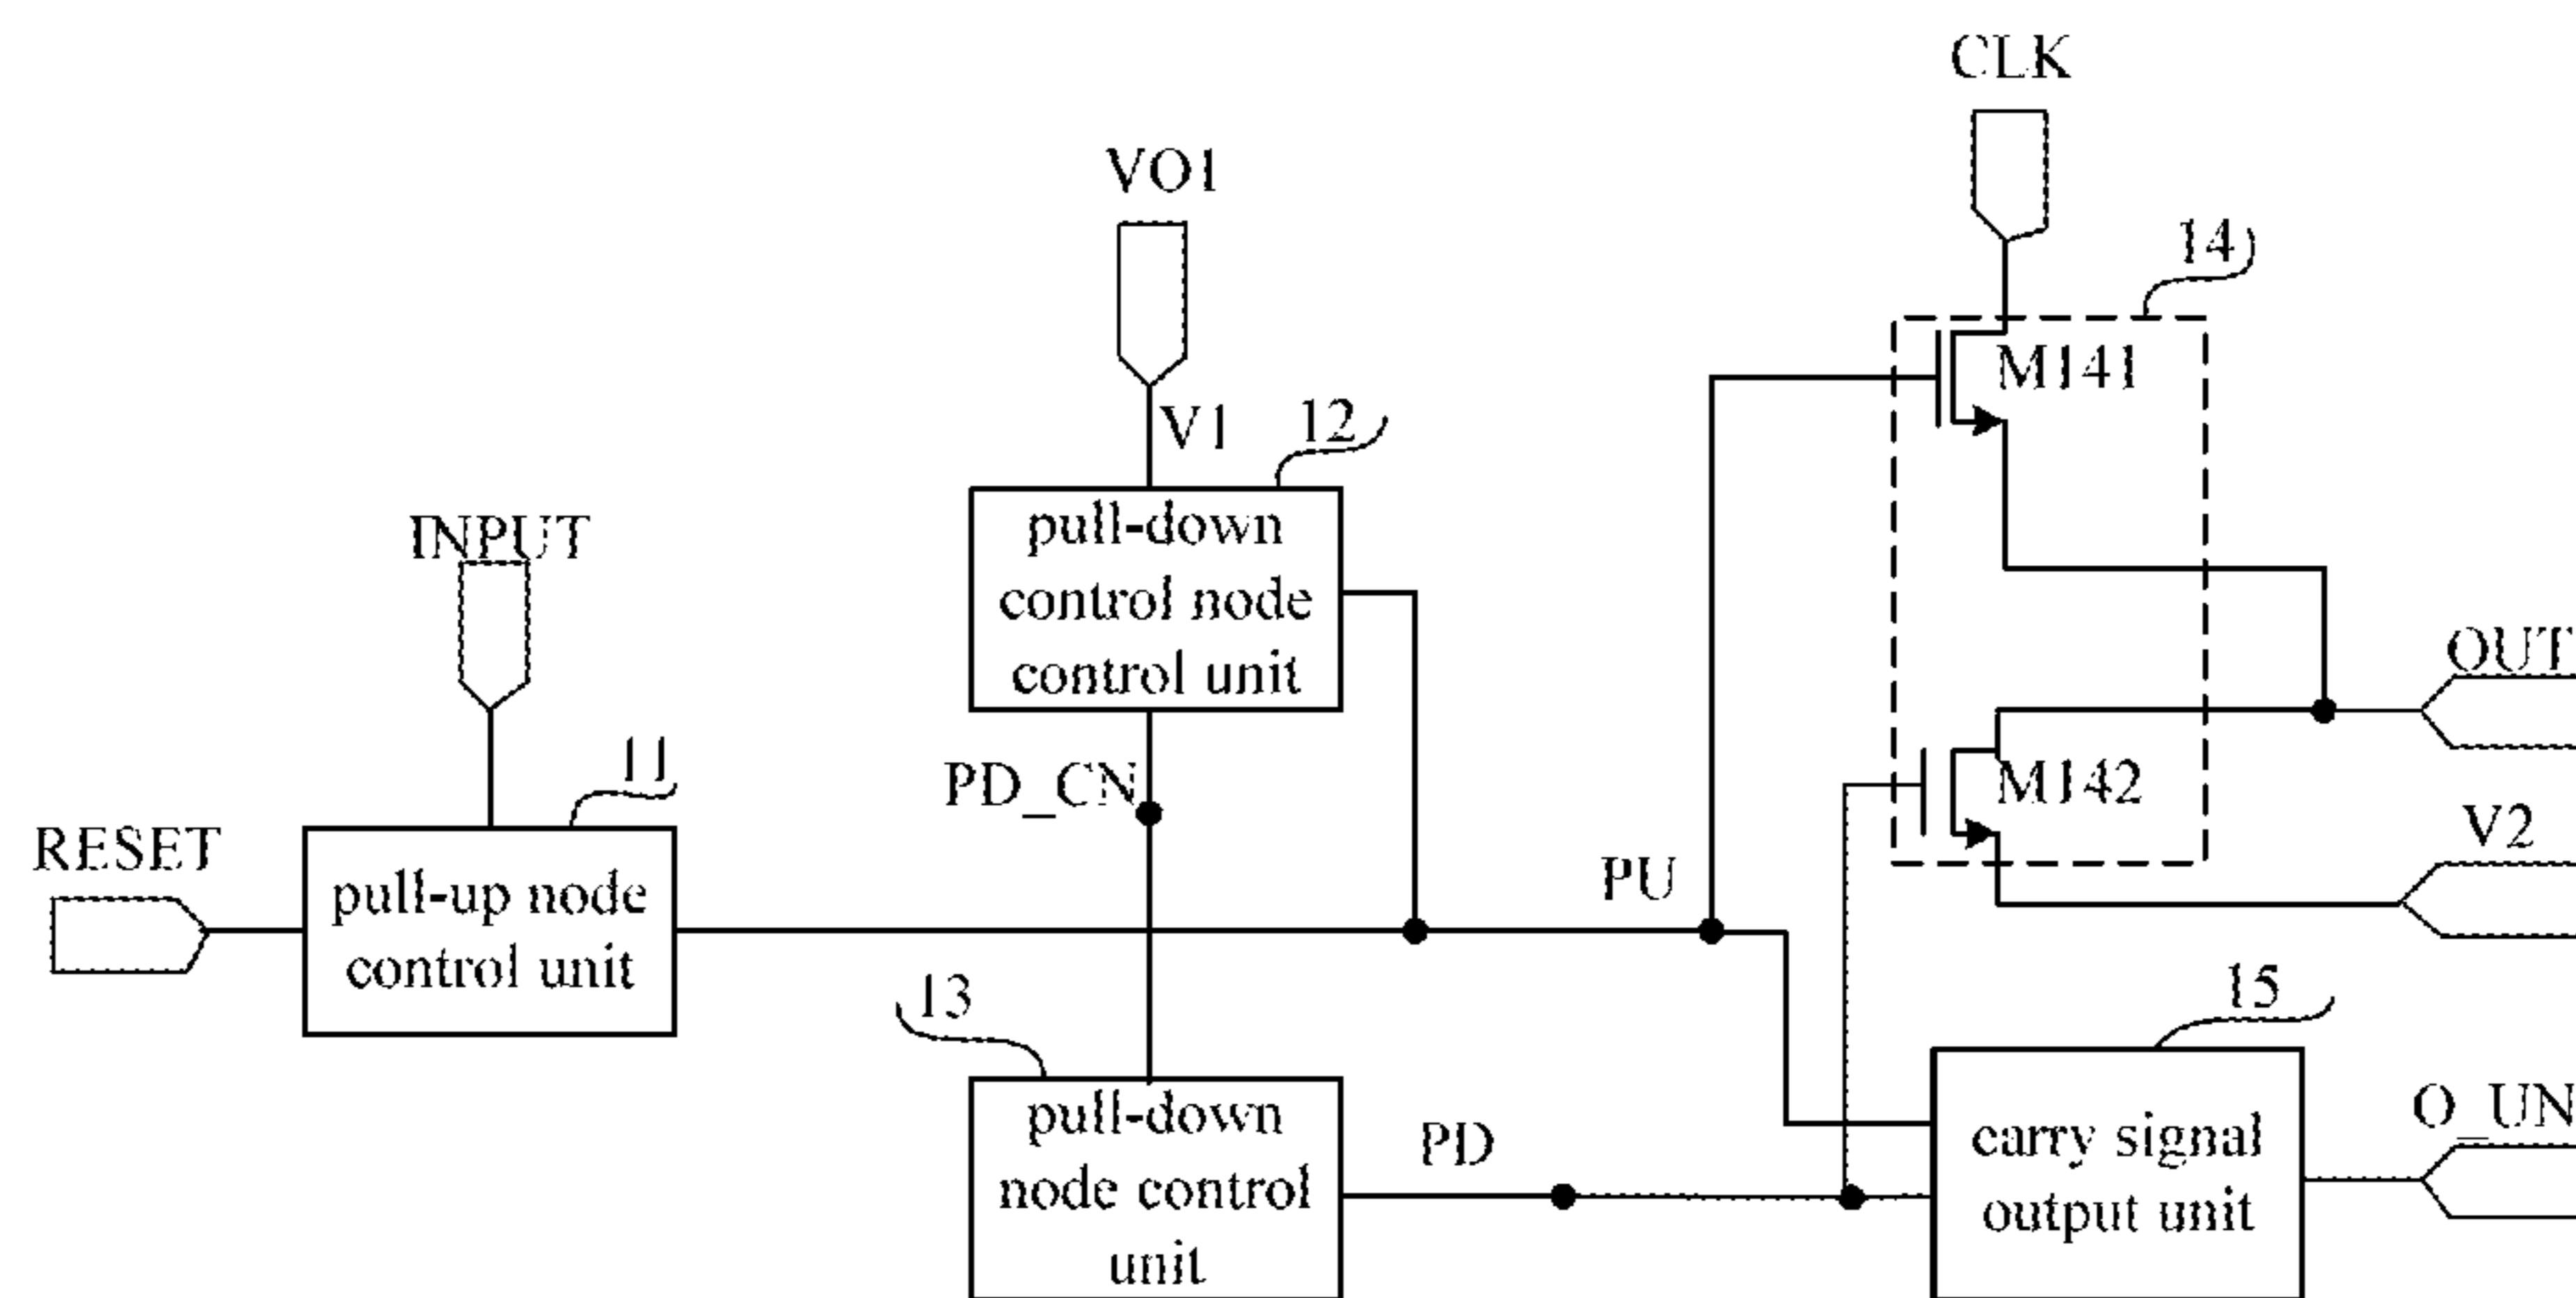 CLK
VO1
14
M141
V1
12
pull-down
control node
control unit
INPUT
OUT
11
PD_CN
M142
RESET
V2
pull-up node
control unit
PU
13
15
pull-down
node control
unit
PD
carry signal
output unit
O_UN